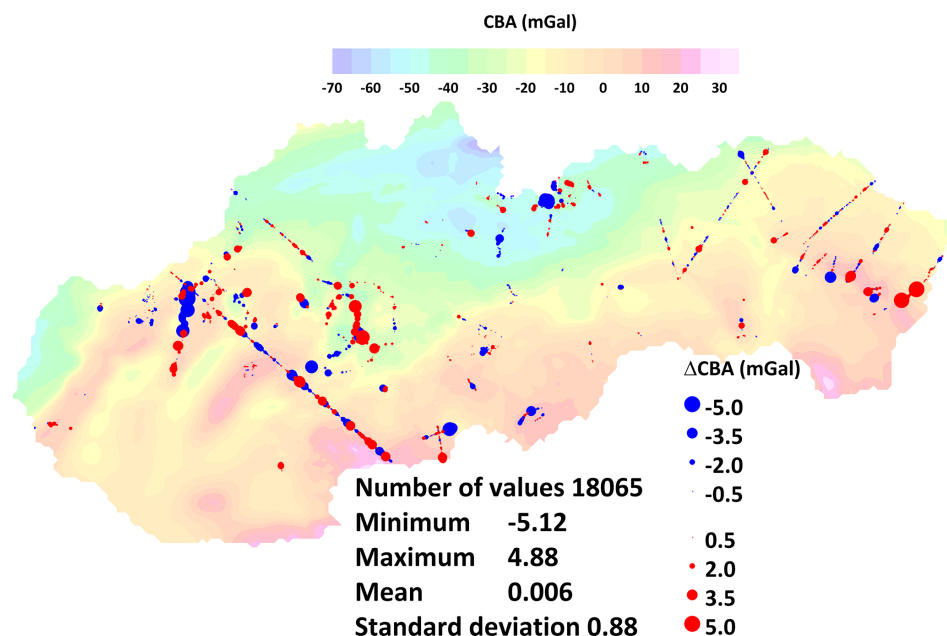 CBA (mGal)
-70 -60 -50 -40 -30 -20 -10 0 10 20 30
ΔCBA (mGal)
-5.0
-3.5
-2.0
-0.5
0.5
2.0
3.5
5.0
Number of values 18065
Minimum -5.12
Maximum 4.88
Mean 0.006
Standard deviation 0.88